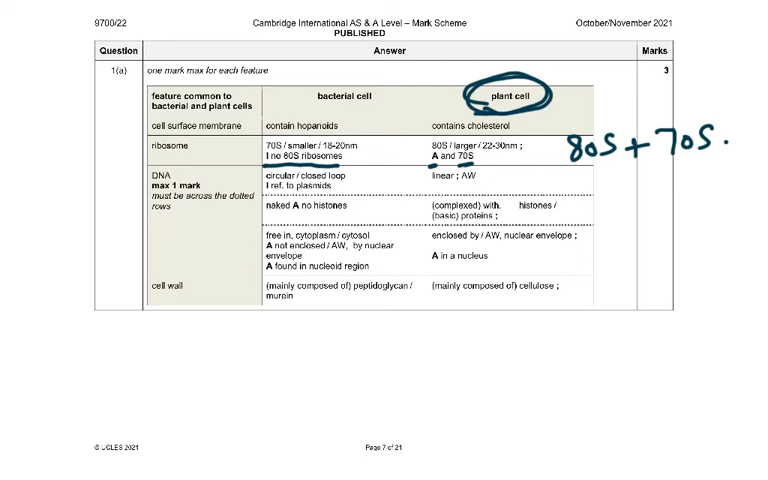 9700/22 Cambridge International AS & A Level – Mark Scheme October/November 2021
PUBLISHED
Question Answer Marks
1(a) one mark max for each feature 3
feature common to bacterial cell plant cell
bacterial and plant cells
cell surface membrane contain hopanoids contains cholesterol
ribosome 70S / smaller / 18-20nm 80S / larger / 22-30nm ;
I no 80S ribosomes A and 70S
80S + 70S.
DNA circular / closed loop linear ; AW
max 1 mark I ref. to plasmids
must be across the dotted
rows naked A no histones (complexed) with, histones /
(basic) proteins ;
free in, cytoplasm / cytosol enclosed by / AW, nuclear envelope ;
A not enclosed / AW, by nuclear
envelope A in a nucleus
A found in nucleoid region
cell wall (mainly composed of) peptidoglycan / (mainly composed of) cellulose ;
murein
© UCLES 2021 Page 7 of 21